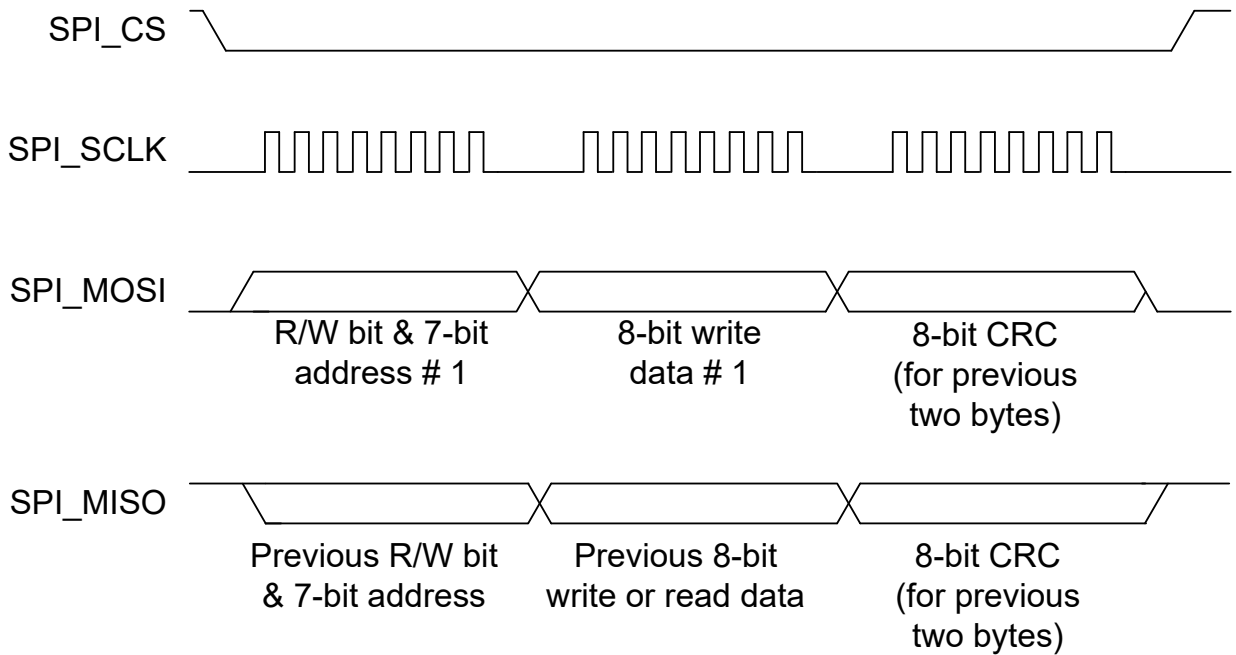 SPI_CS
SPI_SCLK
SPI_MOSI
R/W bit & 7-bit
address # 1
8-bit write
data # 1
8-bit CRC
(for previous
two bytes)
SPI_MISO
Previous R/W bit
& 7-bit address
Previous 8-bit
write or read data
8-bit CRC
(for previous
two bytes)